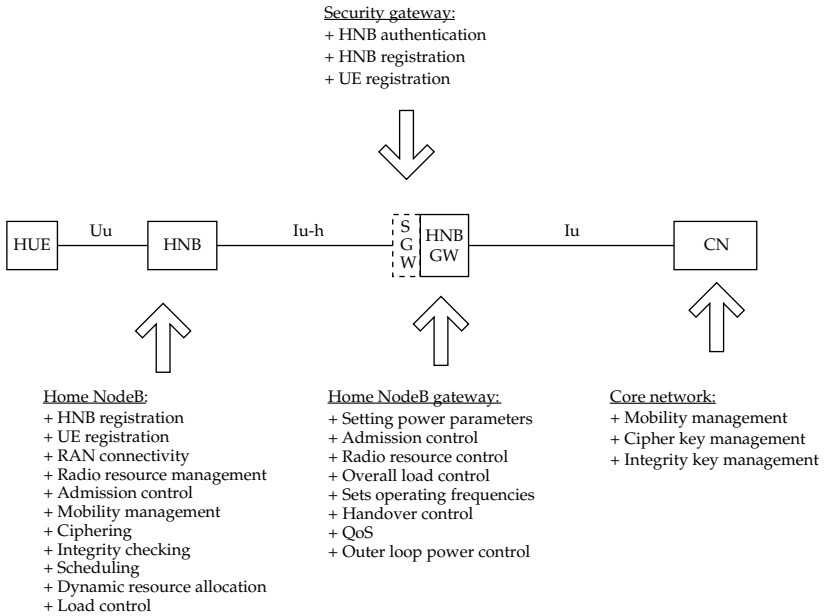 Security gateway:
+ HNB authentication
+ HNB registration
+ UE registration
HUE
Uu
HNB
Iu-h
S
G
W
HNB
GW
Iu
CN
Home NodeB:
+ HNB registration
+ UE registration
+ RAN connectivity
+ Radio resource management
+ Admission control
+ Mobility management
+ Ciphering
+ Integrity checking
+ Scheduling
+ Dynamic resource allocation
+ Load control
Home NodeB gateway:
+ Setting power parameters
+ Admission control
+ Radio resource control
+ Overall load control
+ Sets operating frequencies
+ Handover control
+ QoS
+ Outer loop power control
Core network:
+ Mobility management
+ Cipher key management
+ Integrity key management